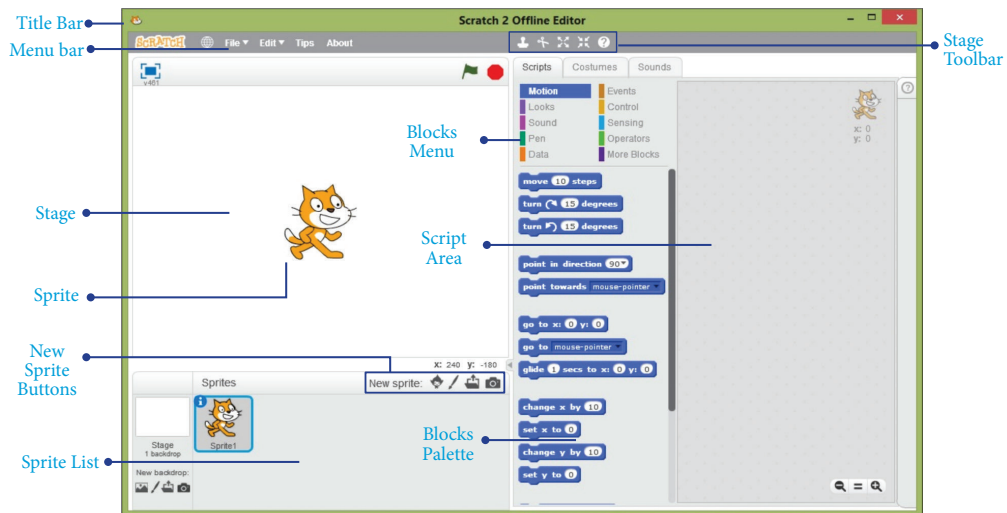 Title Bar
Scratch 2 Offline Editor
Menu bar
SCRATCH
File Edit Tips About
Stage
Toolbar
v461
Scripts Costumes Sounds
Motion Events
Looks Control
Sound Sensing
Pen Operators
Data More Blocks
x: 0
y: 0
Blocks
Menu
move 10 steps
turn 15 degrees
turn 15 degrees
point in direction 90
point towards mouse-pointer
go to x: 0 y: 0
go to mouse-pointer
glide 1 secs to x: 0 y: 0
change x by 10
set x to 0
change y by 10
set y to 0
Stage
Script
Area
Sprite
New
Sprite
Buttons
x: 240 y: -180
Sprites
New sprite:
Stage
1 backdrop
Sprite1
New backdrop:
Sprite List
Blocks
Palette